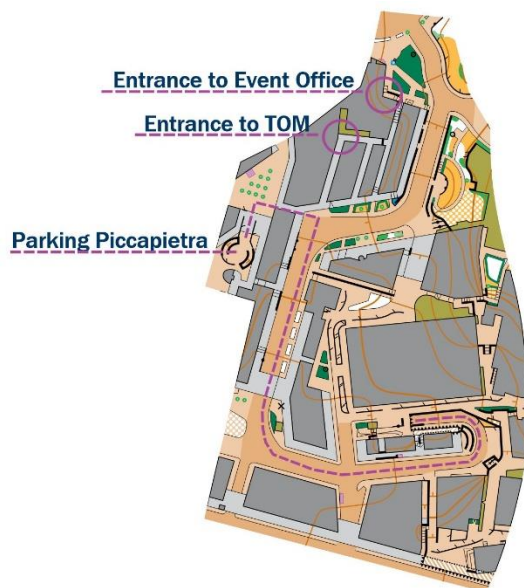 Entrance to Event Office
Entrance to TOM
Parking Piccapietra